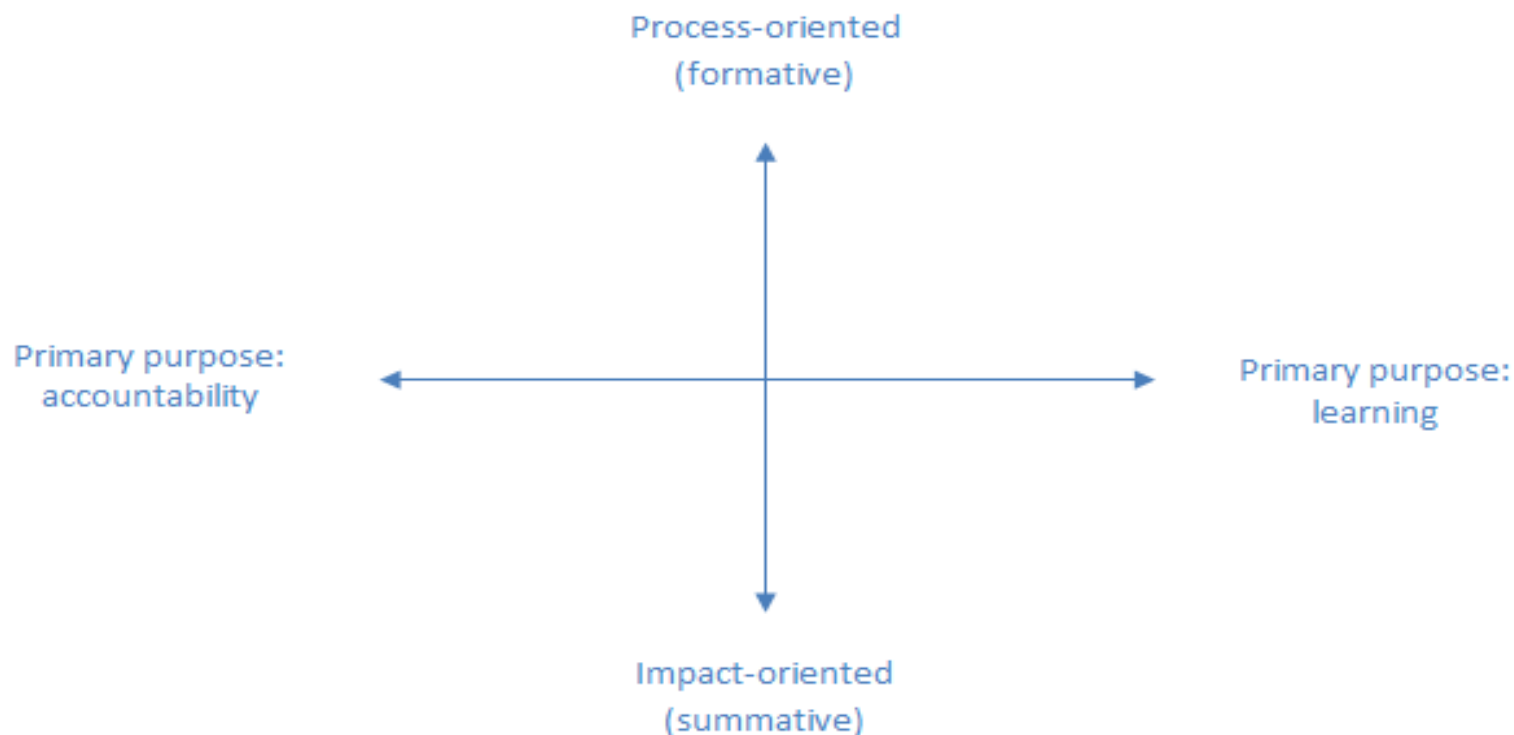 Process-oriented
(formative)
Primary purpose:
accountability
Primary purpose:
learning
Impact-oriented
(summative)